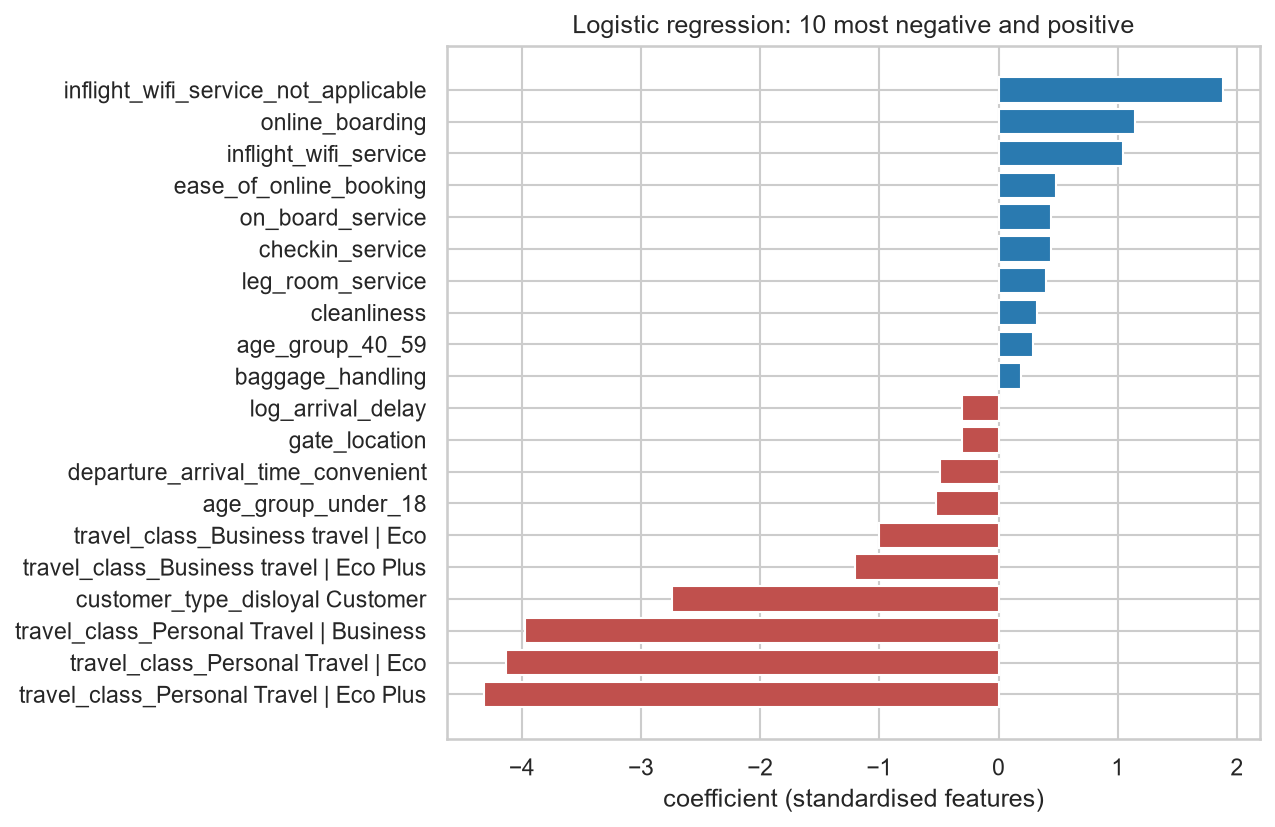 Logistic regression: 10 most negative and positive
inflight_wifi_service_not_applicable
online_boarding
inflight_wifi_service
ease_of_online_booking
on_board_service
checkin_service
leg_room_service
cleanliness
age_group_40_59
baggage_handling
log_arrival_delay
gate_location
departure_arrival_time_convenient
age_group_under_18
travel_class_Business travel | Eco
travel_class_Business travel | Eco Plus
customer_type_disloyal Customer
travel_class_Personal Travel | Business
travel_class_Personal Travel | Eco
travel_class_Personal Travel | Eco Plus
−4 −3 −2 −1 0 1 2
coefficient (standardised features)